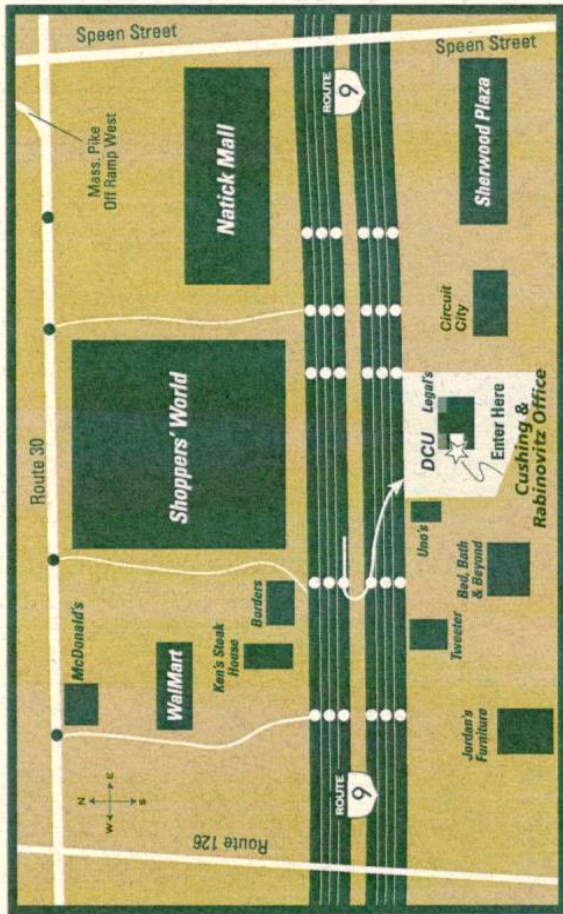 Speen Street
Mass. Pike
Off Ramp West
Route 30
Natick Mall
Shoppers' World
McDonald's
WalMart
Ken's Steak
House
Borders
N
W
E
S
Route 126
ROUTE
9
ROUTE
9
Speen Street
Sherwood Plaza
Circuit
City
Legal's
DCU
Enter Here
Cushing &
Rabinovitz Office
Uno's
Bed, Bath
& Beyond
Tweeter
Jordan's
Furniture